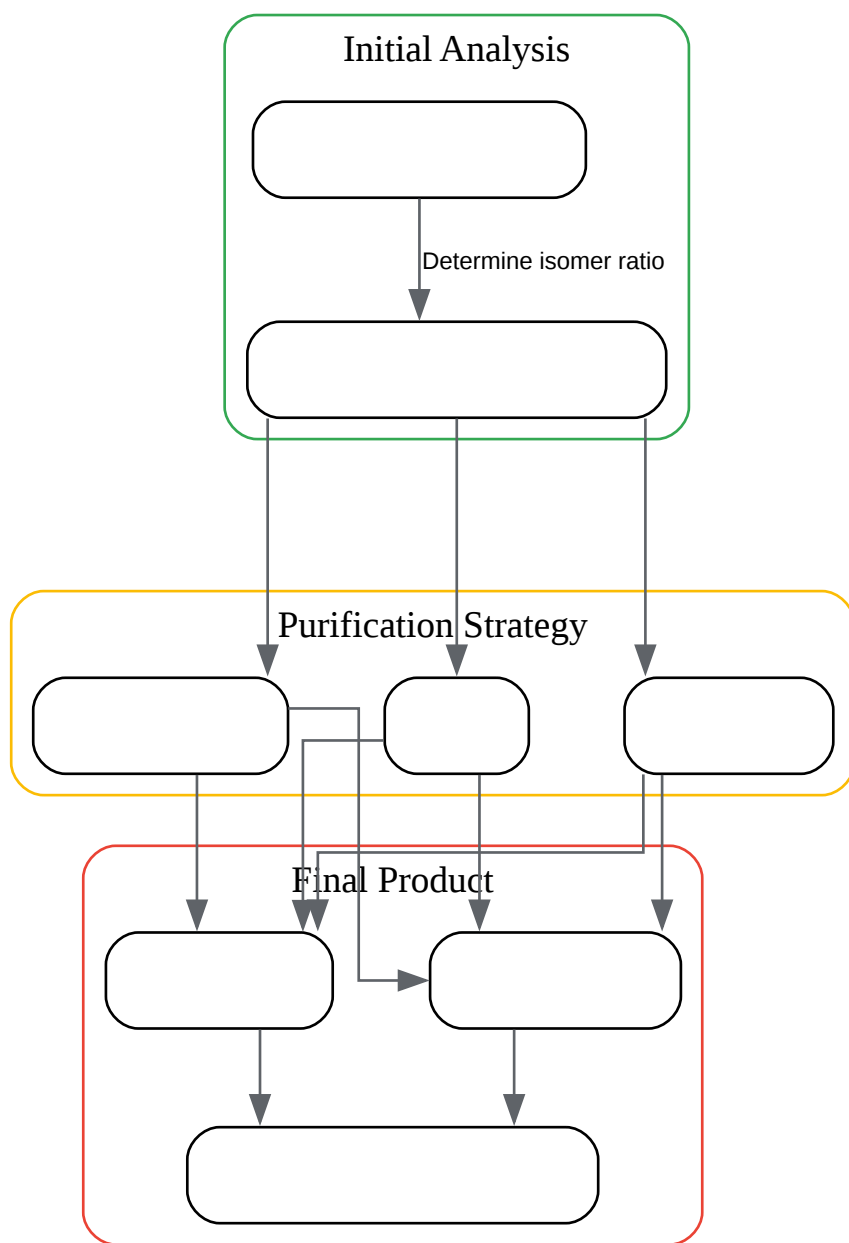 Initial Analysis
Determine isomer ratio
Purification Strategy
Final Product